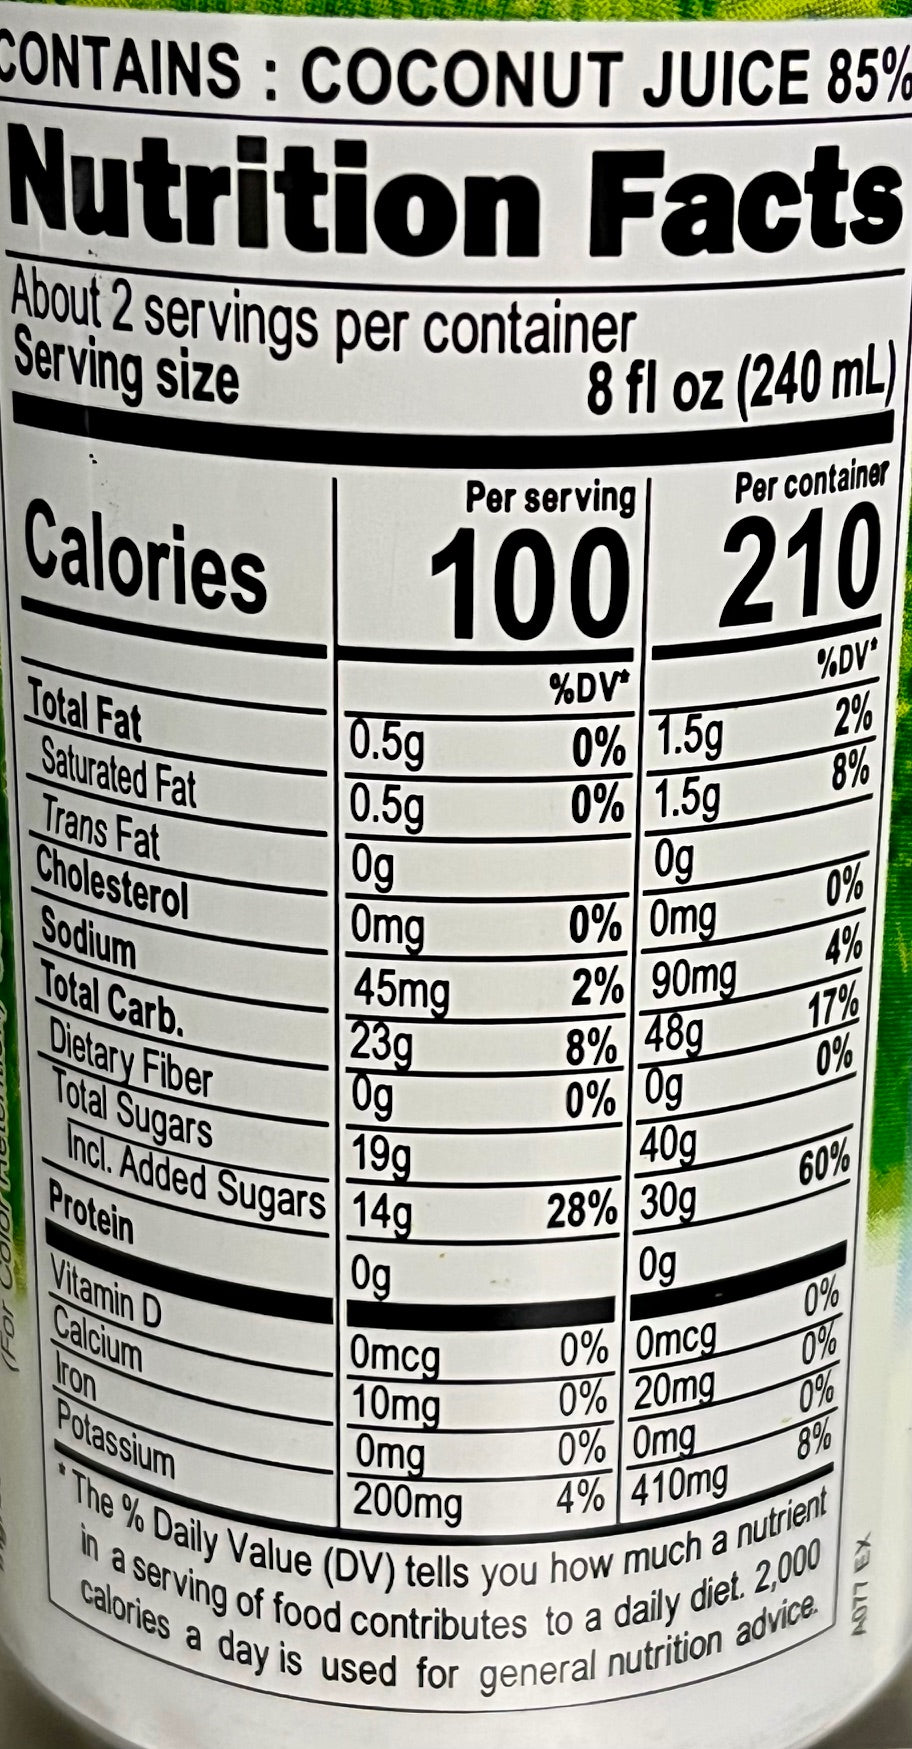 CONTAINS : COCONUT JUICE 85%
Nutrition Facts
About 2 servings per container
Serving size 8 fl oz (240 mL)
Per serving Per container
Calories 100 210
%DV* %DV*
Total Fat 0.5g 0% 1.5g 2%
Saturated Fat 0.5g 0% 1.5g 8%
Trans Fat 0g 0g
Cholesterol 0mg 0% 0mg 0%
Sodium 45mg 2% 90mg 4%
Total Carb. 23g 8% 48g 17%
Dietary Fiber 0g 0% 0g 0%
Total Sugars 19g 40g
Incl. Added Sugars 14g 28% 30g 60%
Protein 0g 0g
Vitamin D 0mcg 0% 0mcg 0%
Calcium 10mg 0% 20mg 0%
Iron 0mg 0% 0mg 0%
Potassium 200mg 4% 410mg 8%
* The % Daily Value (DV) tells you how much a nutrient
in a serving of food contributes to a daily diet. 2,000
calories a day is used for general nutrition advice.
(For Color